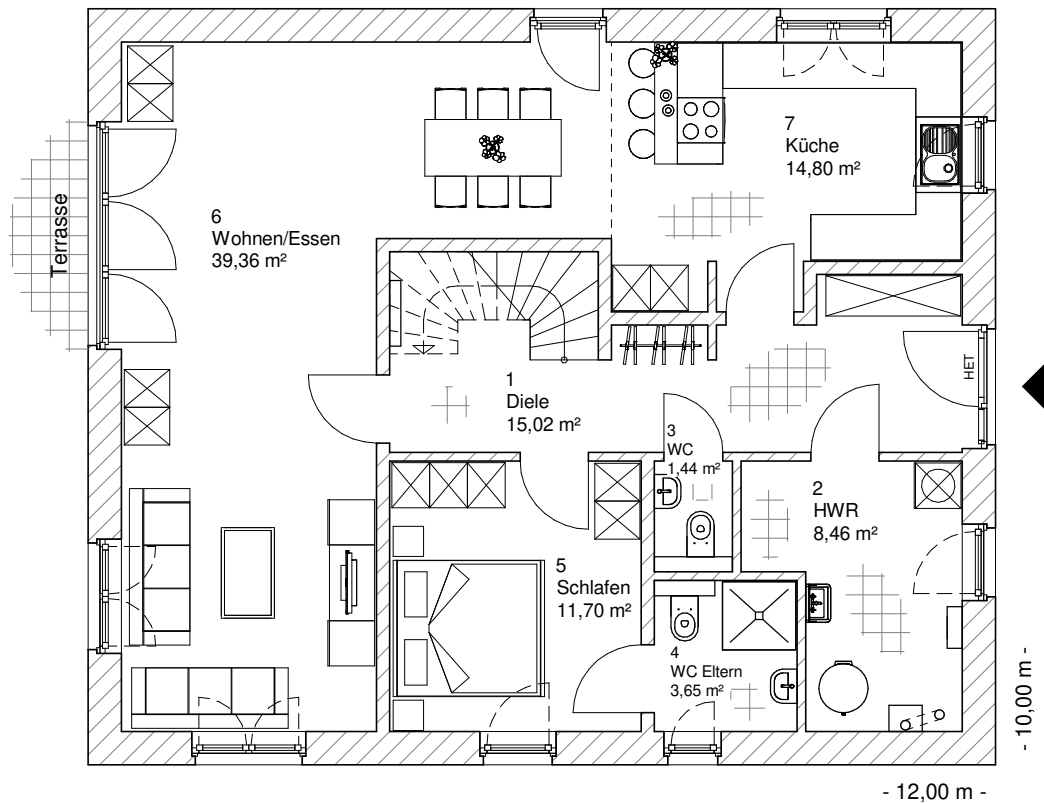 7
Küche
14,80 m²
6
Wohnen/Essen
39,36 m²
Terrasse
1
Diele
15,02 m²
HET
3
WC
1,44 m²
2
HWR
8,46 m²
5
Schlafen
11,70 m²
4
WC Eltern
3,65 m²
- 10,00 m -
- 12,00 m -